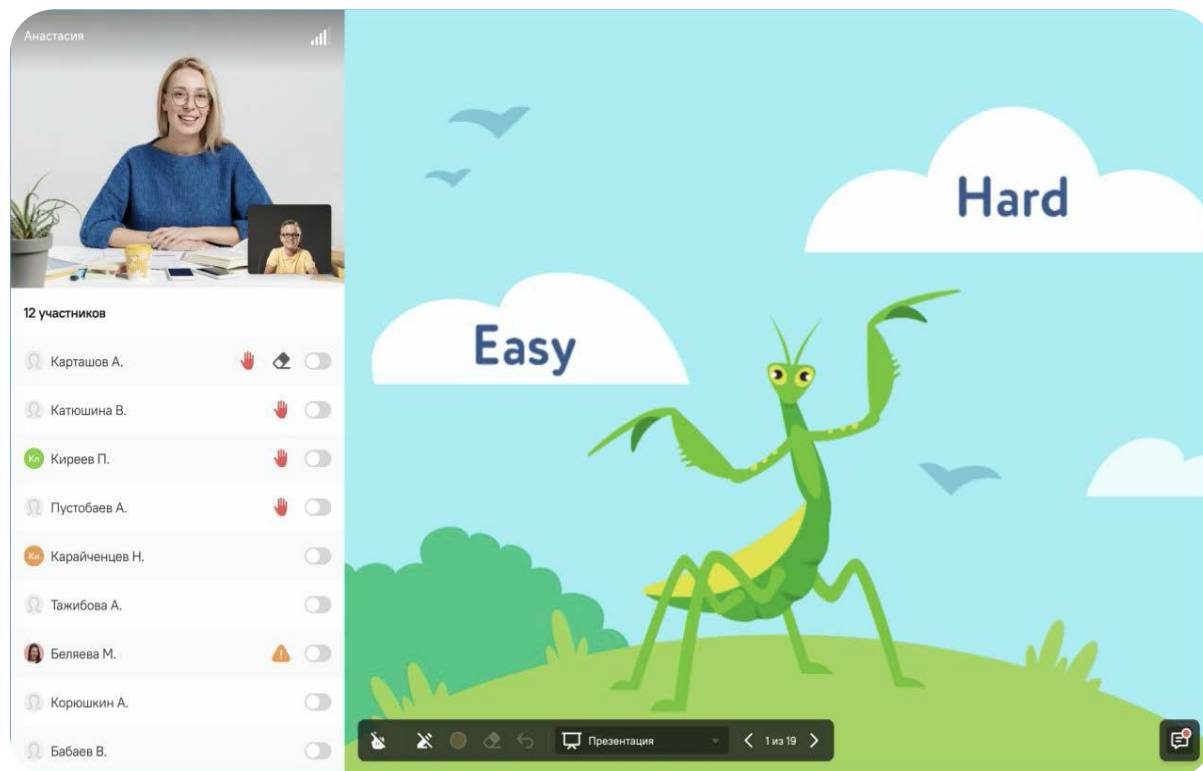 Анастасия
12 участников
Карташов А.
Катюшина В.
Кп Киреев П.
Пустобаев А.
Кн Карайченцев Н.
Тажибова А.
Беляева М.
Корюшкин А.
Бабаев В.
Easy
Hard
Презентация
1 из 19